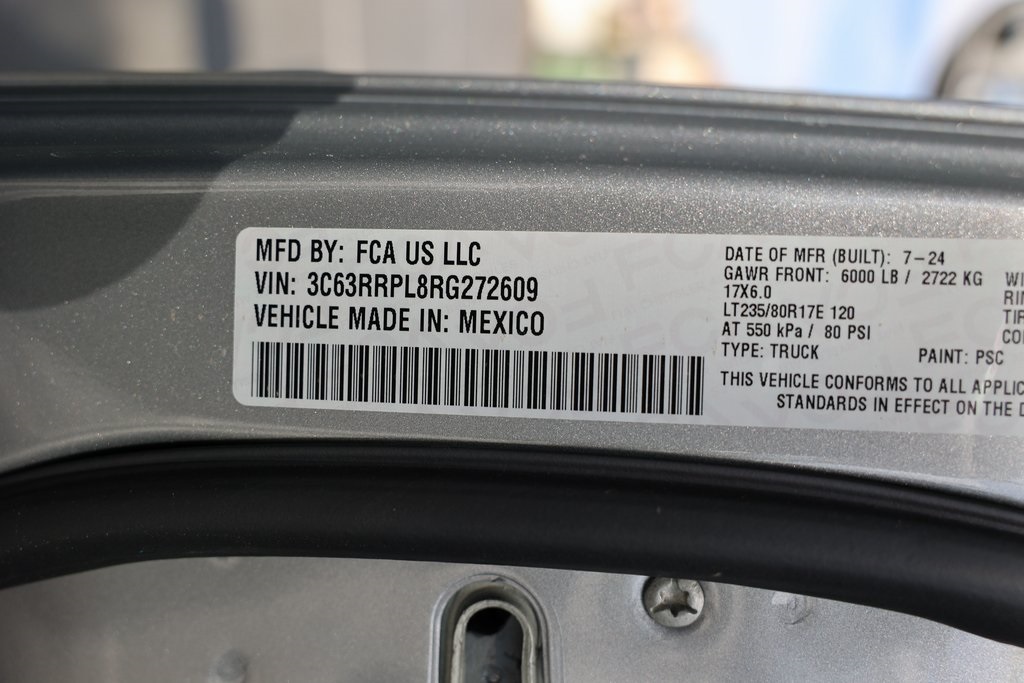 MFD BY: FCA US LLC
VIN: 3C63RRPL8RG272609
VEHICLE MADE IN: MEXICO
DATE OF MFR (BUILT): 7-24
GAWR FRONT: 6000 LB / 2722 KG
17X6.0
LT235/80R17E 120
AT 550 kPa / 80 PSI
TYPE: TRUCK PAINT: PSC
THIS VEHICLE CONFORMS TO ALL APPLIC
STANDARDS IN EFFECT ON THE D